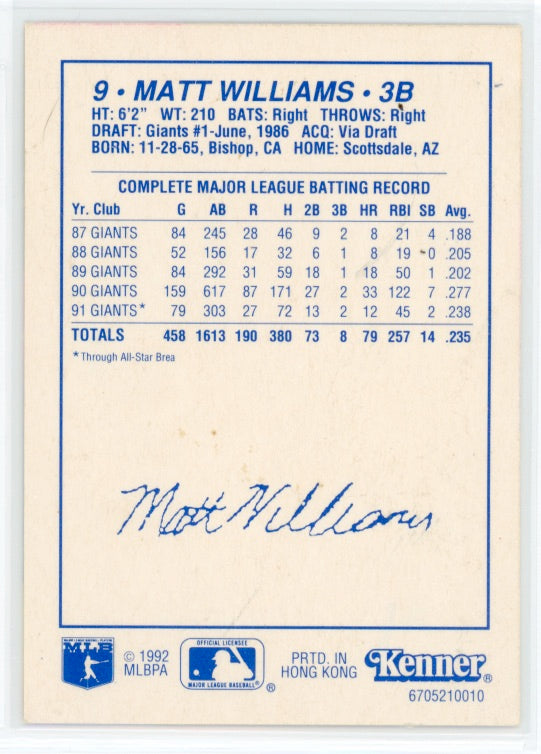 9 • MATT WILLIAMS • 3B
HT: 6'2" WT: 210 BATS: Right THROWS: Right
DRAFT: Giants #1-June, 1986 ACQ: Via Draft
BORN: 11-28-65, Bishop, CA HOME: Scottsdale, AZ
COMPLETE MAJOR LEAGUE BATTING RECORD
Yr. Club G AB R H 2B 3B HR RBI SB Avg.
87 GIANTS 84 245 28 46 9 2 8 21 4 .188
88 GIANTS 52 156 17 32 6 1 8 19 0 .205
89 GIANTS 84 292 31 59 18 1 18 50 1 .202
90 GIANTS 159 617 87 171 27 2 33 122 7 .277
91 GIANTS* 79 303 27 72 13 2 12 45 2 .238
TOTALS 458 1613 190 380 73 8 79 257 14 .235
*Through All-Star Brea
Matt Williams
MLB
© 1992
MLBPA
OFFICIAL LICENSEE
MAJOR LEAGUE BASEBALL®
®
PRTD. IN
HONG KONG
Kenner®
6705210010